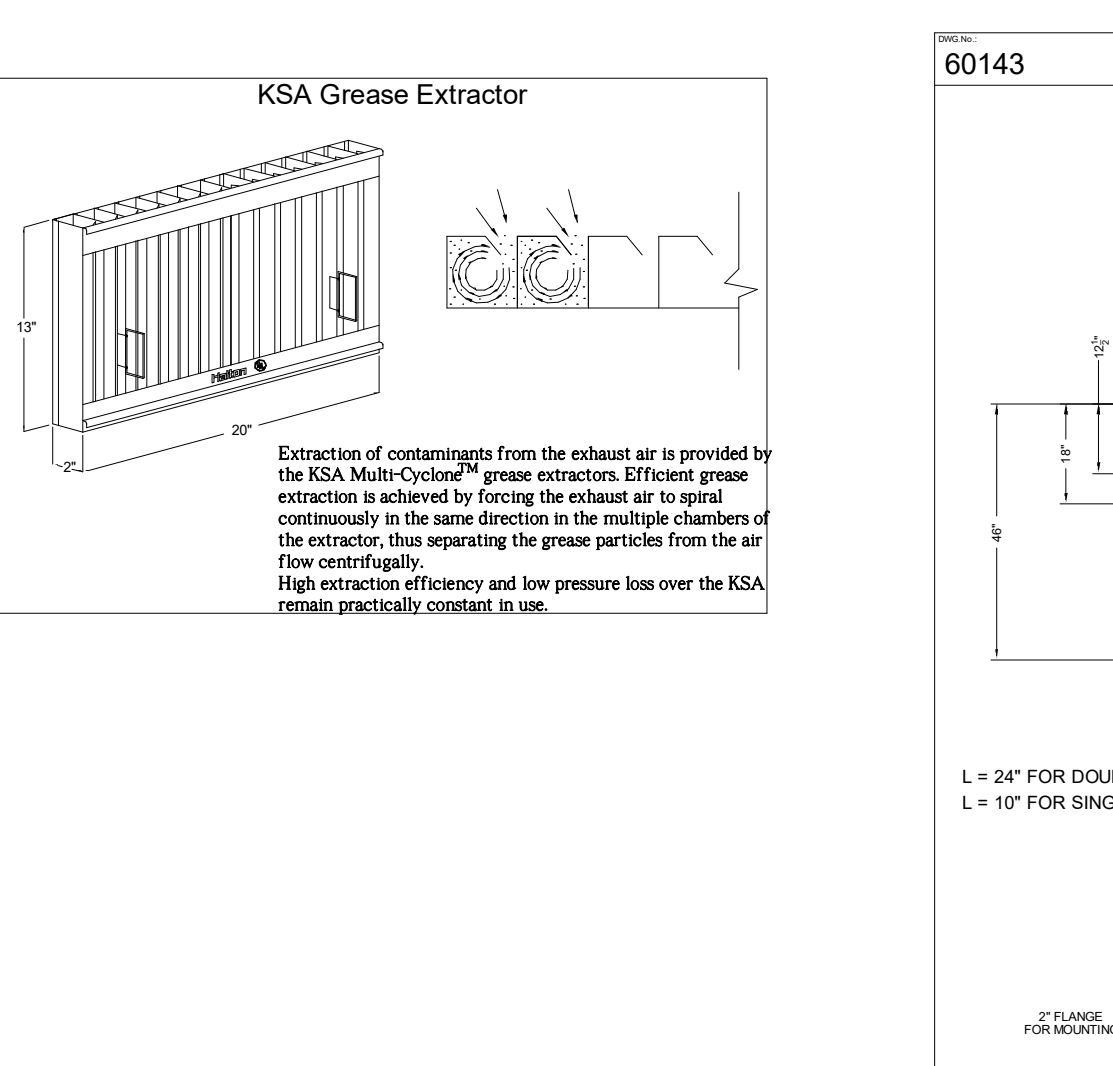 KSA Grease Extractor
13"
Halton
20"
2"
Extraction of contaminants from the exhaust air is provided by
the KSA Multi-Cyclone™ grease extractors. Efficient grease
extraction is achieved by forcing the exhaust air to spiral
continuously in the same direction in the multiple chambers of
the extractor, thus separating the grease particles from the air
flow centrifugally.
High extraction efficiency and low pressure loss over the KSA
remain practically constant in use.
DWG.No.:
60143
12½"
18"
46"
L = 24" FOR DOU
L = 10" FOR SING
2" FLANGE
FOR MOUNTING